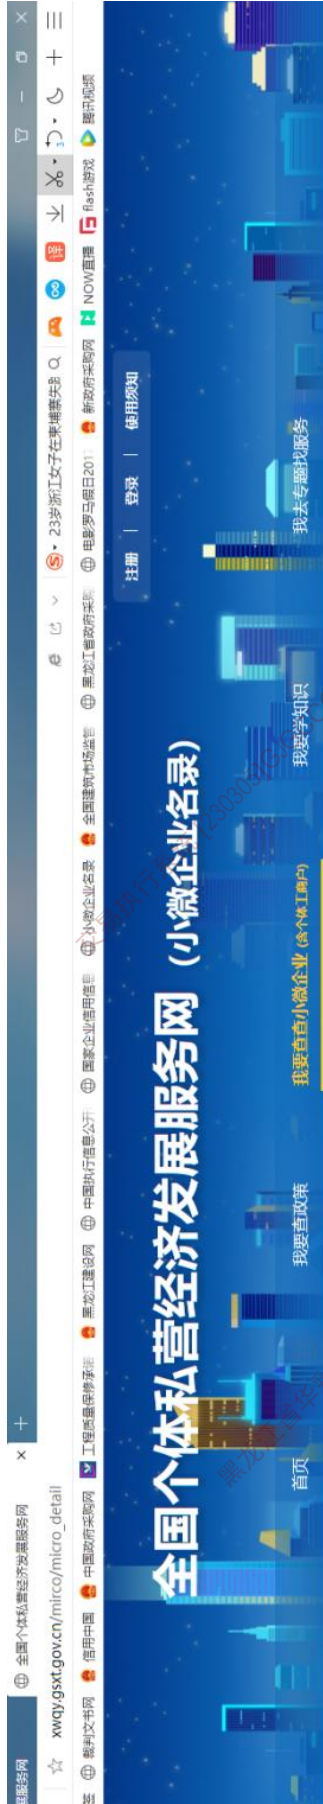 展服务网
全国个体私营经济发展服务网
xwqy.gsxt.gov.cn/mirco/micro_detail
23岁浙江女子在柬埔寨失
裁判文书网
信用中国
中国政府采购网
工程质量保修承
黑龙江建设网
中国执行信息公开
国家企业信用信息
小微企业名录
全国建筑市场监管
黑龙江省政府采
电影罗马假日201
新政府采购网
NOW直播
flash游戏
腾讯视频
注册 | 登录 | 使用须知
全国个体私营经济发展服务网 (小微企业名录)
首页
我要查政策
我要查查小微企业 (含个体工商户)
我要学知识
我去专题找服务